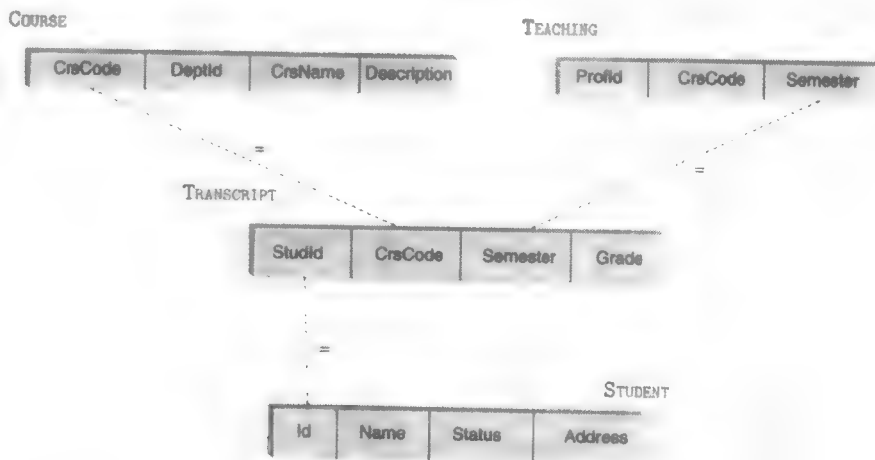 COURSE
TEACHING
CrsCode DeptId CrsName Description
ProfId CrsCode Semester
=
=
TRANSCRIPT
StudId CrsCode Semester Grade
=
STUDENT
Id Name Status Address